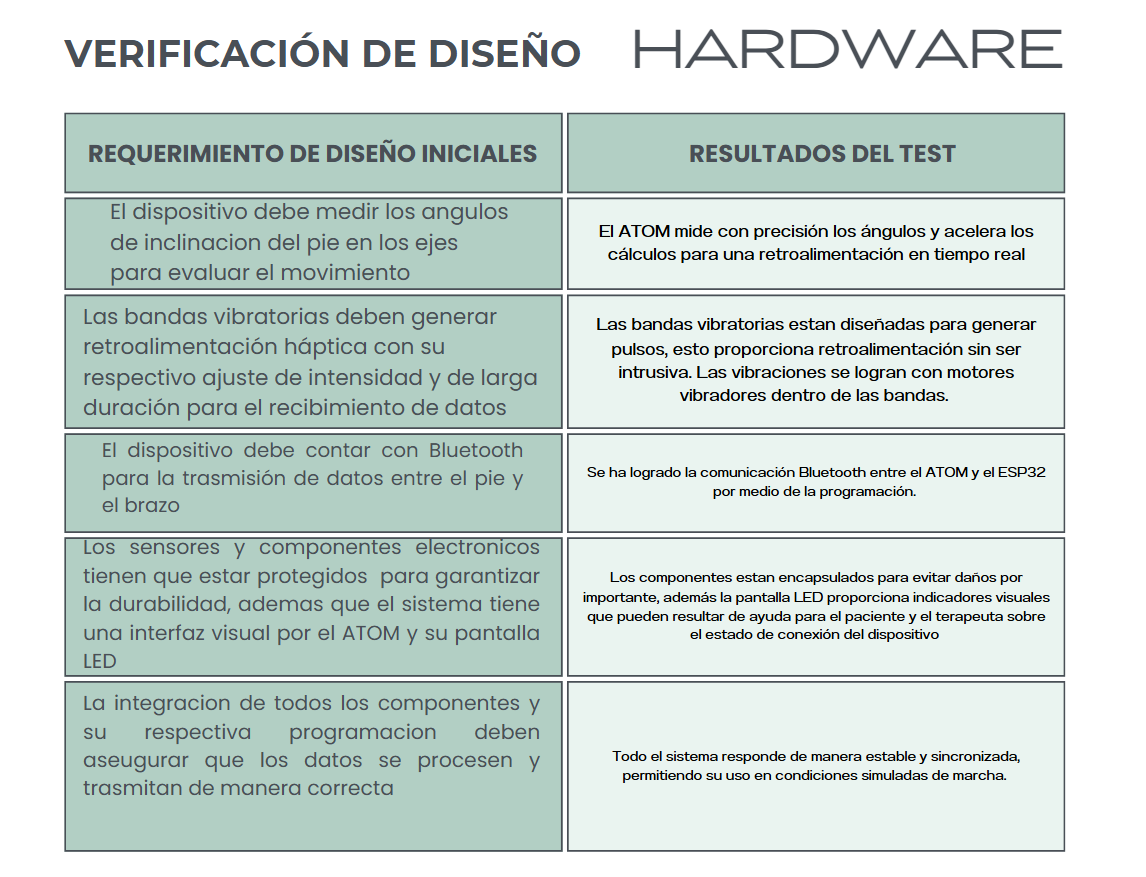 VERIFICACIÓN DE DISEÑO
HARDWARE
REQUERIMIENTO DE DISEÑO INICIALES
RESULTADOS DEL TEST
El dispositivo debe medir los angulos
de inclinacion del pie en los ejes
para evaluar el movimiento
El ATOM mide con precisión los ángulos y acelera los
cálculos para una retroalimentación en tiempo real
Las bandas vibratorias deben generar
retroalimentación háptica con su
respectivo ajuste de intensidad y de larga
duración para el recibimiento de datos
Las bandas vibratorias estan diseñadas para generar
pulsos, esto proporciona retroalimentación sin ser
intrusiva. Las vibraciones se logran con motores
vibradores dentro de las bandas.
El dispositivo debe contar con Bluetooth
para la trasmisión de datos entre el pie y
el brazo
Se ha logrado la comunicación Bluetooth entre el ATOM y el ESP32
por medio de la programación.
Los sensores y componentes electronicos
tienen que estar protegidos para garantizar
la durabilidad, ademas que el sistema tiene
una interfaz visual por el ATOM y su pantalla
LED
Los componentes estan encapsulados para evitar daños por
importante, además la pantalla LED proporciona indicadores visuales
que pueden resultar de ayuda para el paciente y el terapeuta sobre
el estado de conexión del dispositivo
La integracion de todos los componentes y
su respectiva programacion deben
asegurar que los datos se procesen y
trasmitan de manera correcta
Todo el sistema responde de manera estable y sincronizada,
permitiendo su uso en condiciones simuladas de marcha.